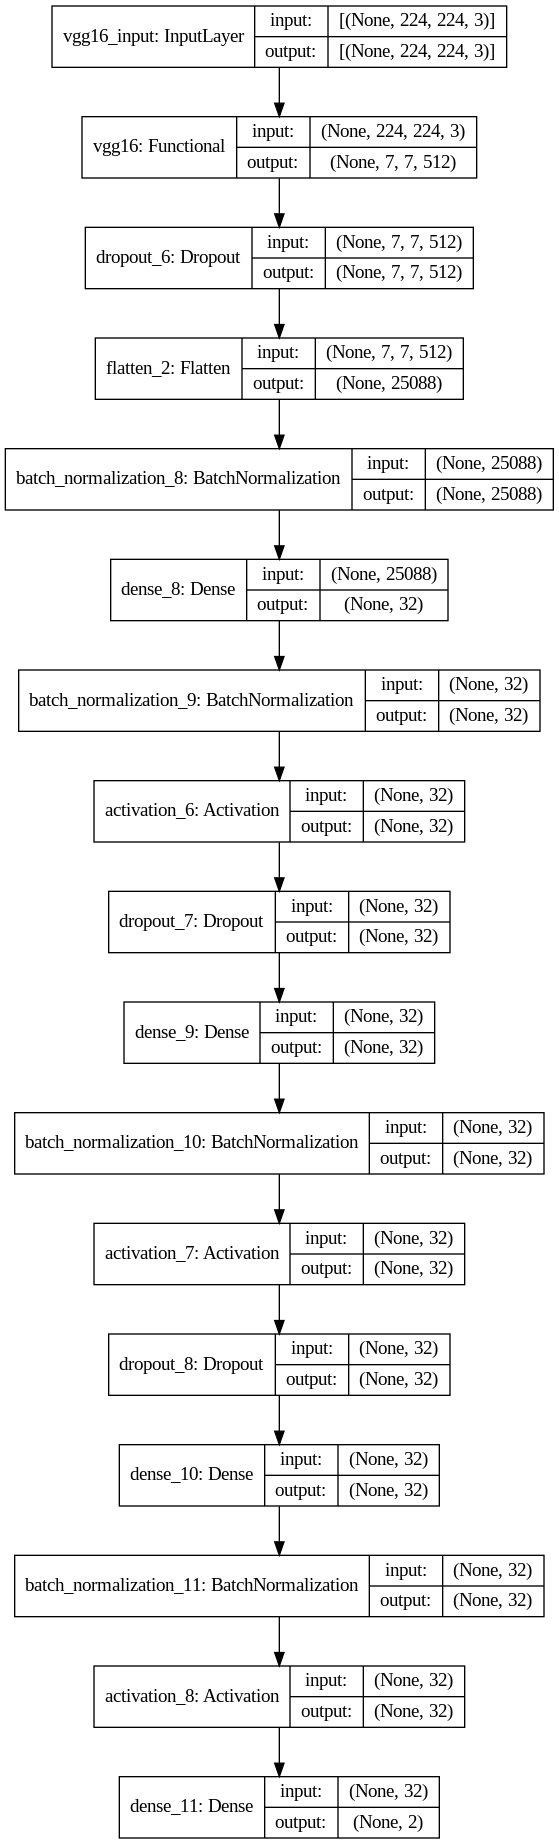 vgg16_input: InputLayer
input: [(None, 224, 224, 3)]
output: [(None, 224, 224, 3)]
vgg16: Functional
input: (None, 224, 224, 3)
output: (None, 7, 7, 512)
dropout_6: Dropout
input: (None, 7, 7, 512)
output: (None, 7, 7, 512)
flatten_2: Flatten
input: (None, 7, 7, 512)
output: (None, 25088)
batch_normalization_8: BatchNormalization
input: (None, 25088)
output: (None, 25088)
dense_8: Dense
input: (None, 25088)
output: (None, 32)
batch_normalization_9: BatchNormalization
input: (None, 32)
output: (None, 32)
activation_6: Activation
input: (None, 32)
output: (None, 32)
dropout_7: Dropout
input: (None, 32)
output: (None, 32)
dense_9: Dense
input: (None, 32)
output: (None, 32)
batch_normalization_10: BatchNormalization
input: (None, 32)
output: (None, 32)
activation_7: Activation
input: (None, 32)
output: (None, 32)
dropout_8: Dropout
input: (None, 32)
output: (None, 32)
dense_10: Dense
input: (None, 32)
output: (None, 32)
batch_normalization_11: BatchNormalization
input: (None, 32)
output: (None, 32)
activation_8: Activation
input: (None, 32)
output: (None, 32)
dense_11: Dense
input: (None, 32)
output: (None, 2)